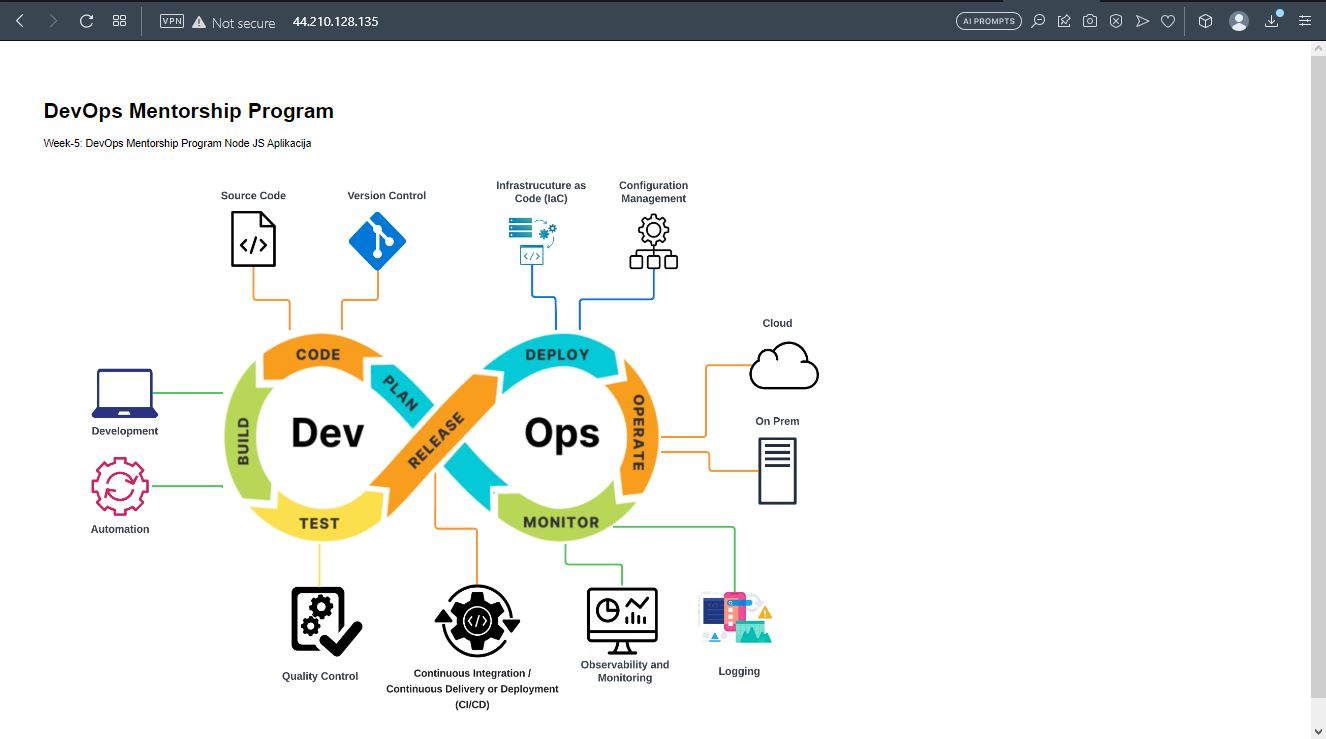 VPN
Not secure
44.210.128.135
AI PROMPTS
DevOps Mentorship Program
Week-5: DevOps Mentorship Program Node JS Aplikacija
Source Code
Version Control
Infrastrucuture as
Code (IaC)
Configuration
Management
Cloud
On Prem
Development
Automation
CODE
PLAN
BUILD
TEST
RELEASE
DEPLOY
OPERATE
MONITOR
Dev
Ops
Quality Control
Continuous Integration /
Continuous Delivery or Deployment
(CI/CD)
Observability and
Monitoring
Logging